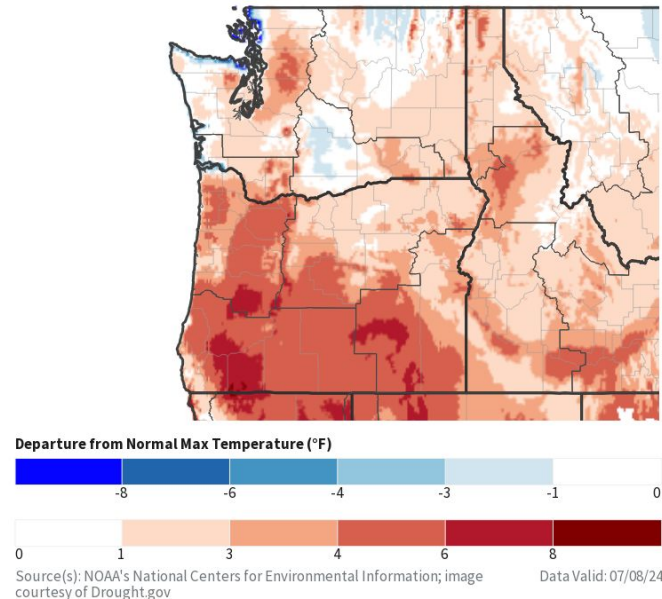 Departure from Normal Max Temperature (°F)
-8 -6 -4 -3 -1 0
0 1 3 4 6 8
Source(s): NOAA's National Centers for Environmental Information; image Data Valid: 07/08/24
courtesy of Drought.gov